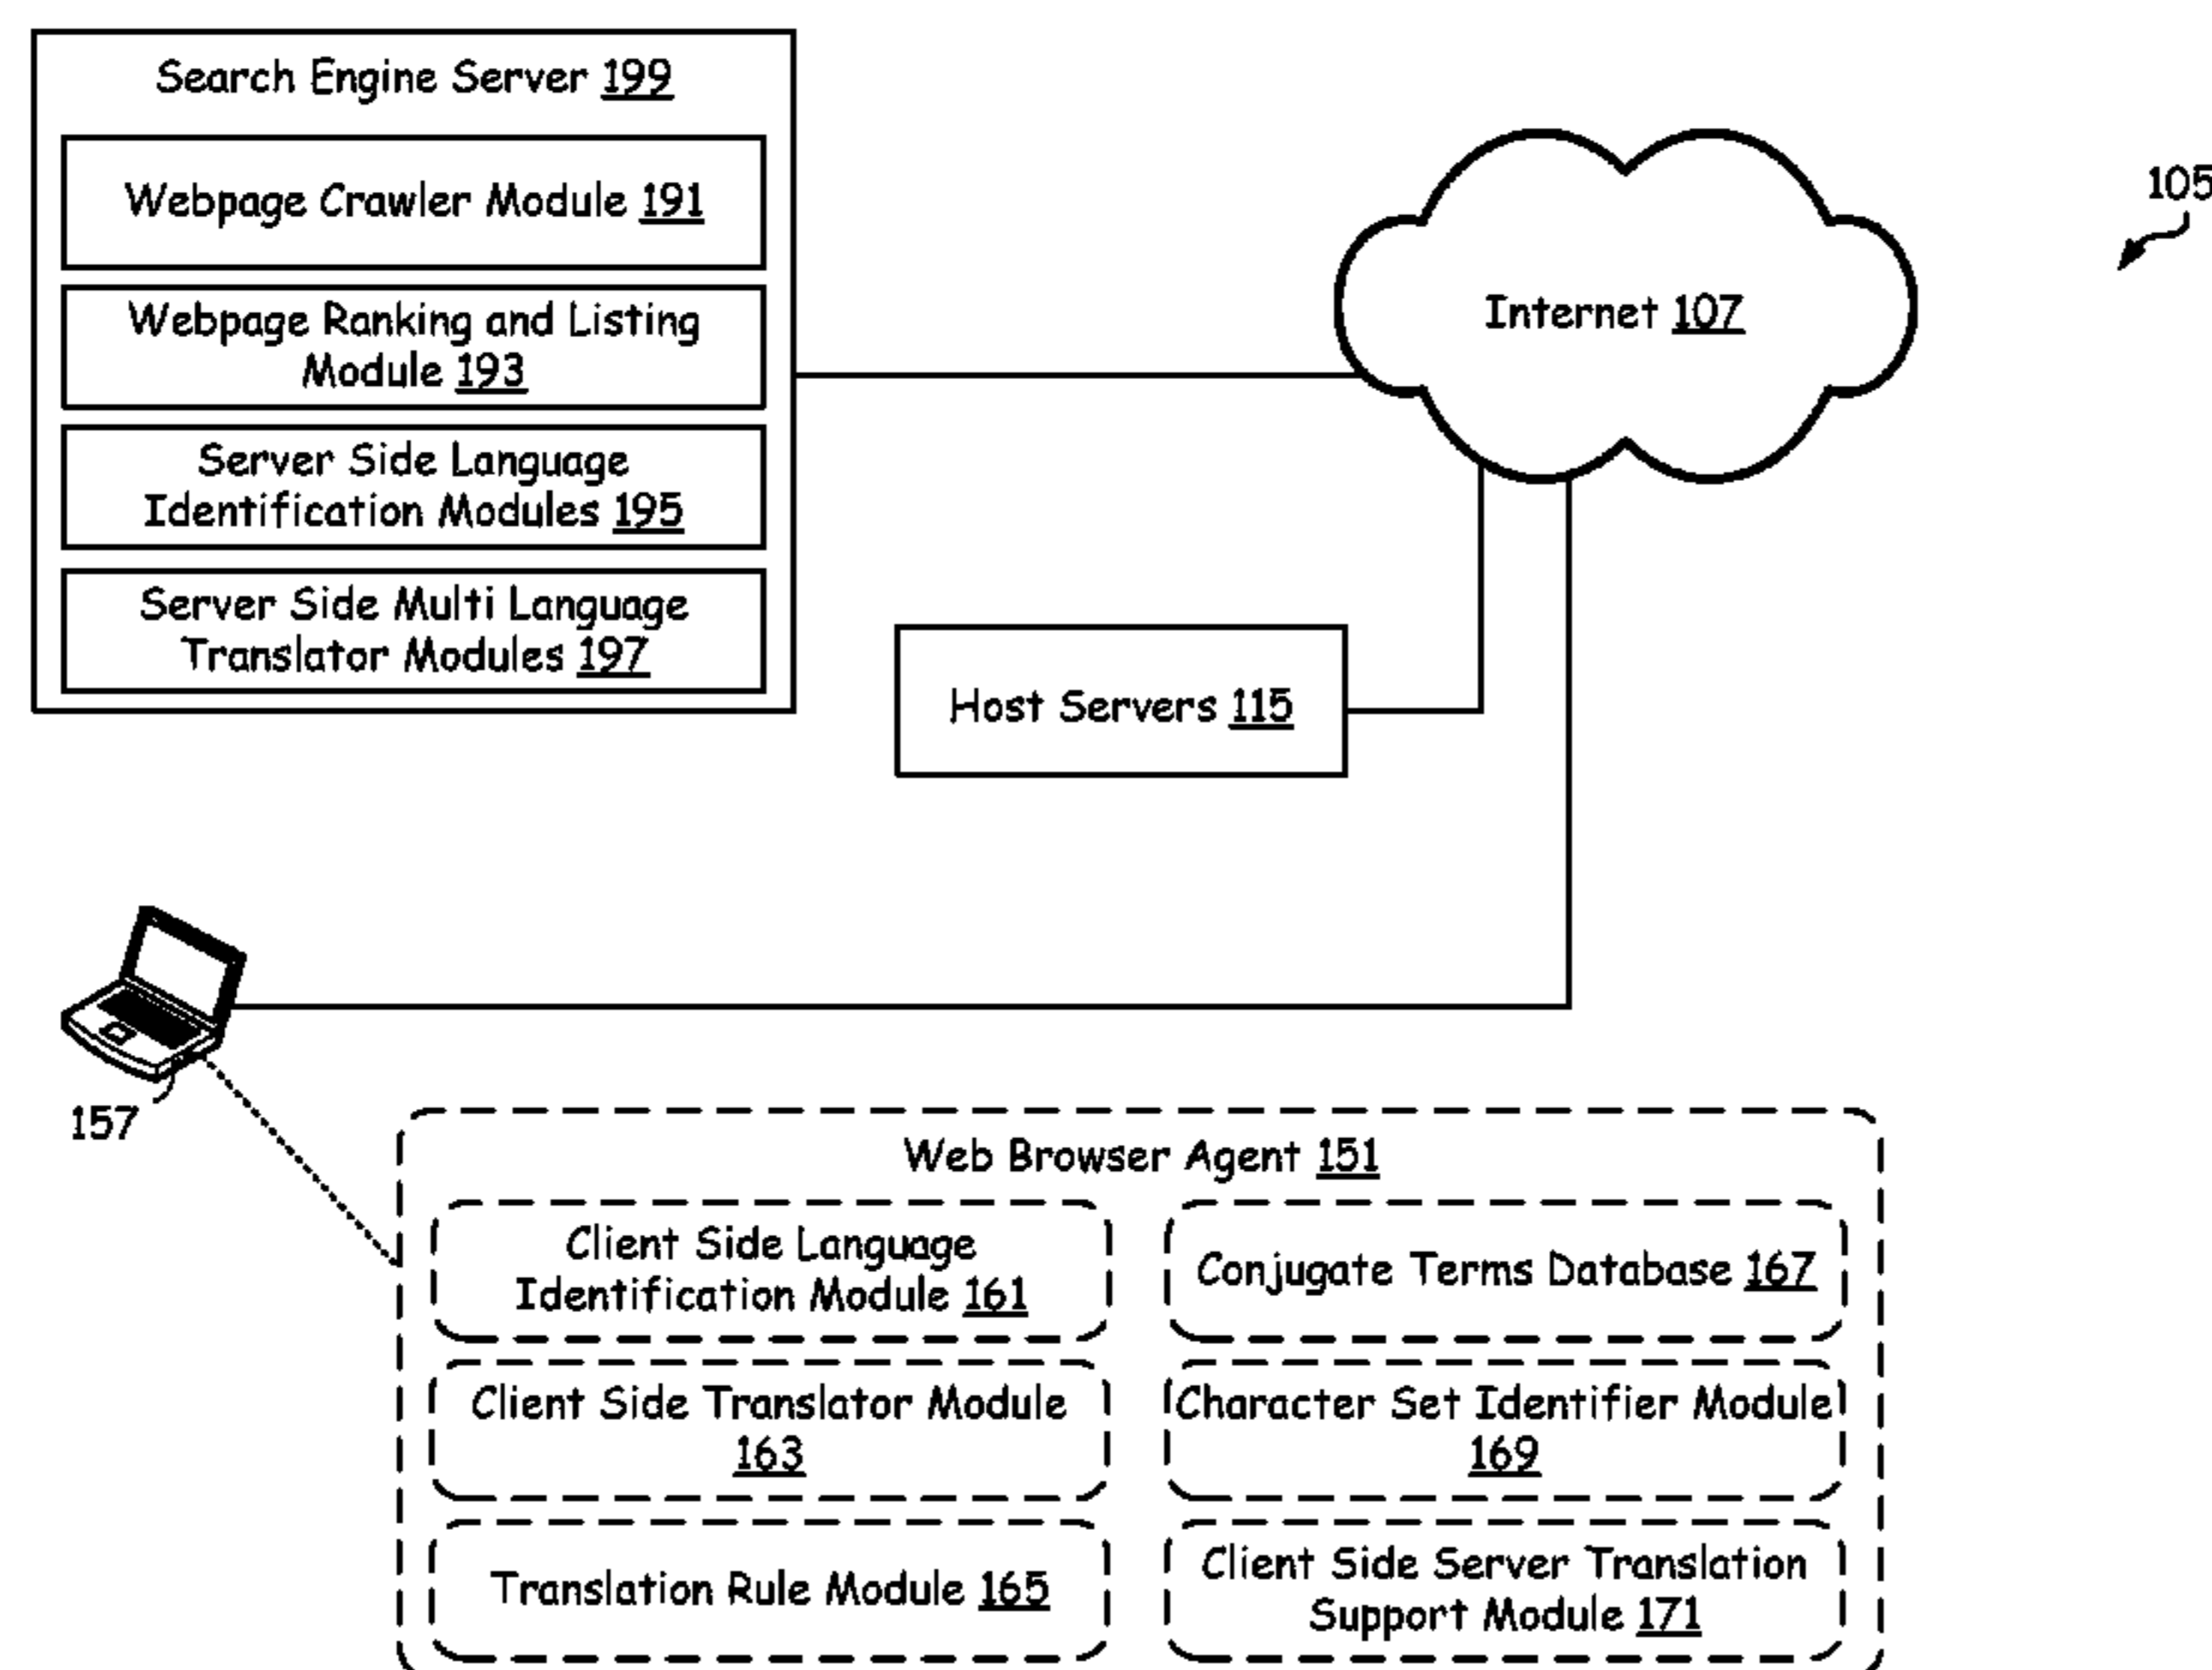 Search Engine Server 199
Webpage Crawler Module 191
Webpage Ranking and Listing
Module 193
Server Side Language
Identification Modules 195
Server Side Multi Language
Translator Modules 197
Internet 107
105
Host Servers 115
157
Web Browser Agent 151
Client Side Language
Identification Module 161
Conjugate Terms Database 167
Client Side Translator Module
163
Character Set Identifier Module
169
Translation Rule Module 165
Client Side Server Translation
Support Module 171